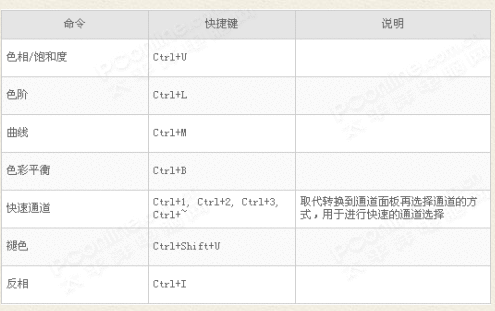 命令 快捷键 说明
色相/饱和度 Ctrl+U
色阶 Ctrl+L
曲线 Ctrl+M
色彩平衡 Ctrl+B
快速通道 Ctrl+1, Ctrl+2, Ctrl+3, 取代转换到通道面板再选择通道的方
Ctrl+~ 式，用于进行快速的通道选择
褪色 Ctrl+Shift+U
反相 Ctrl+I